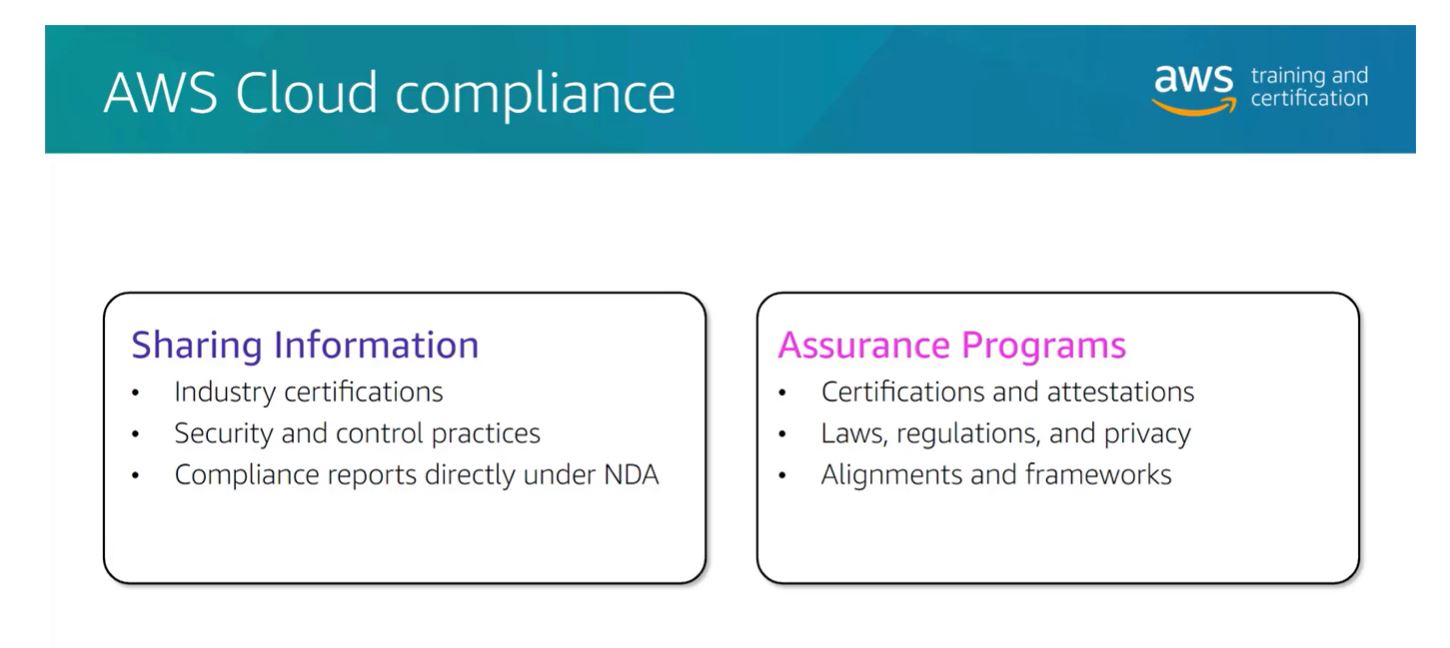 AWS Cloud compliance
aws training and
certification
Sharing Information
• Industry certifications
• Security and control practices
• Compliance reports directly under NDA
Assurance Programs
• Certifications and attestations
• Laws, regulations, and privacy
• Alignments and frameworks